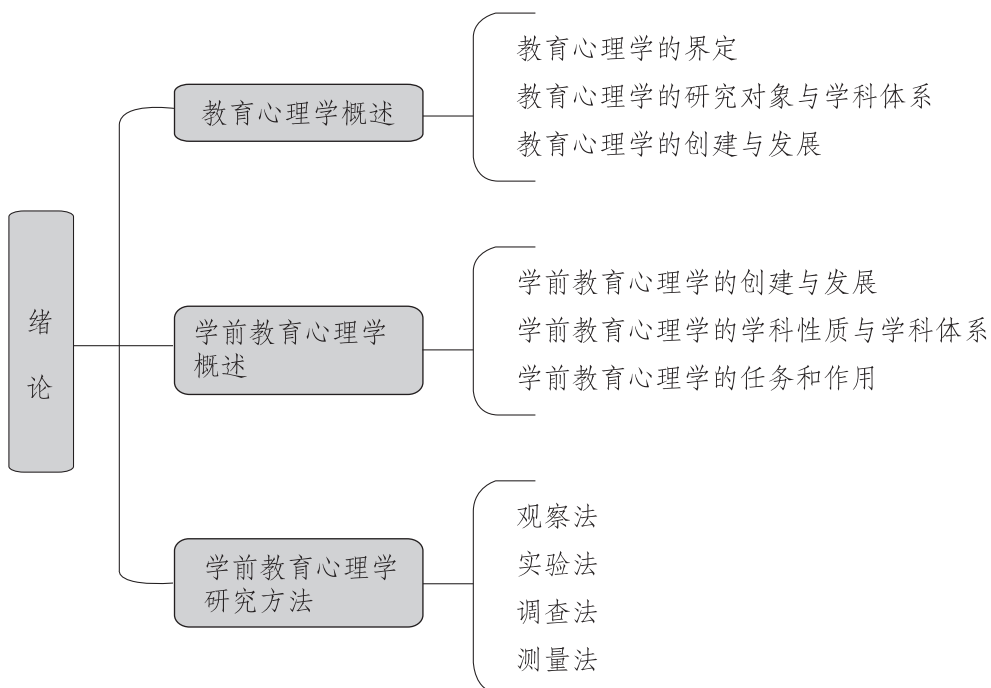 绪
论
教育心理学概述
教育心理学的界定
教育心理学的研究对象与学科体系
教育心理学的创建与发展
学前教育心理学
概述
学前教育心理学的创建与发展
学前教育心理学的学科性质与学科体系
学前教育心理学的任务和作用
学前教育心理学
研究方法
观察法
实验法
调查法
测量法